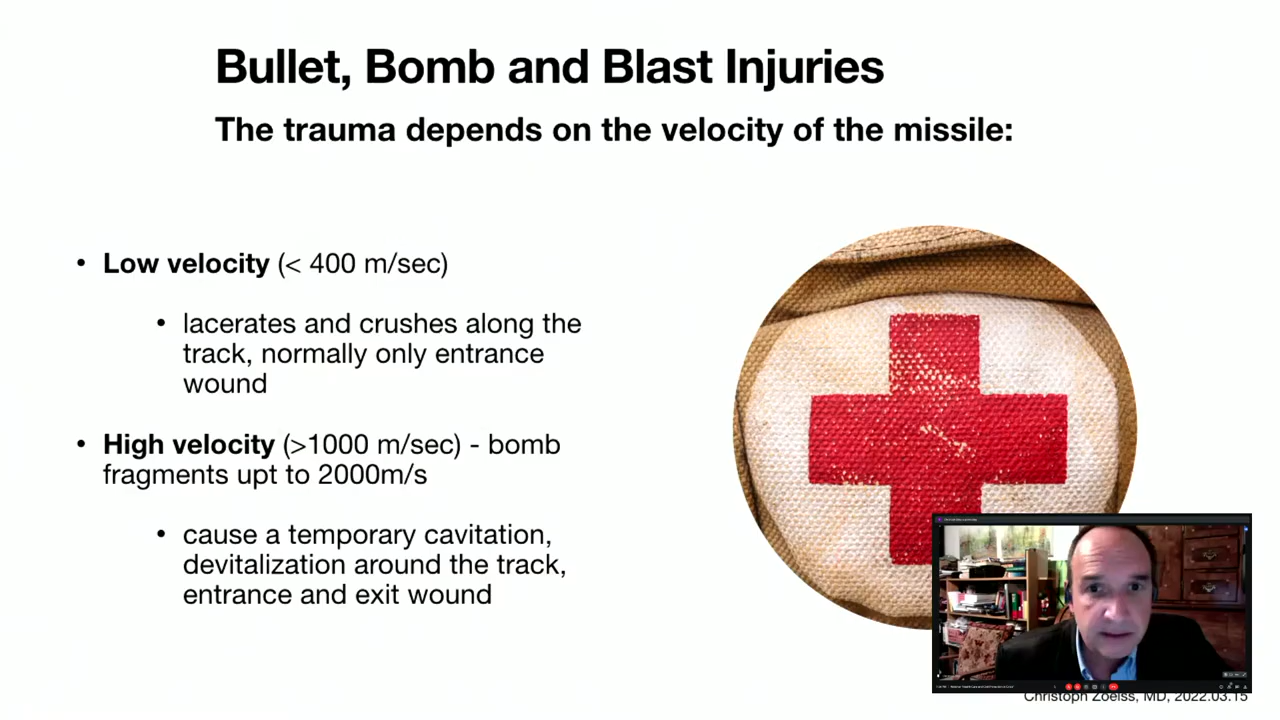 Bullet, Bomb and Blast Injuries
The trauma depends on the velocity of the missile:
• Low velocity (< 400 m/sec)
• lacerates and crushes along the
track, normally only entrance
wound
• High velocity (>1000 m/sec) - bomb
fragments upt to 2000m/s
• cause a temporary cavitation,
devitalization around the track,
entrance and exit wound
Christoph Zoelss, MD, 2022.03.15